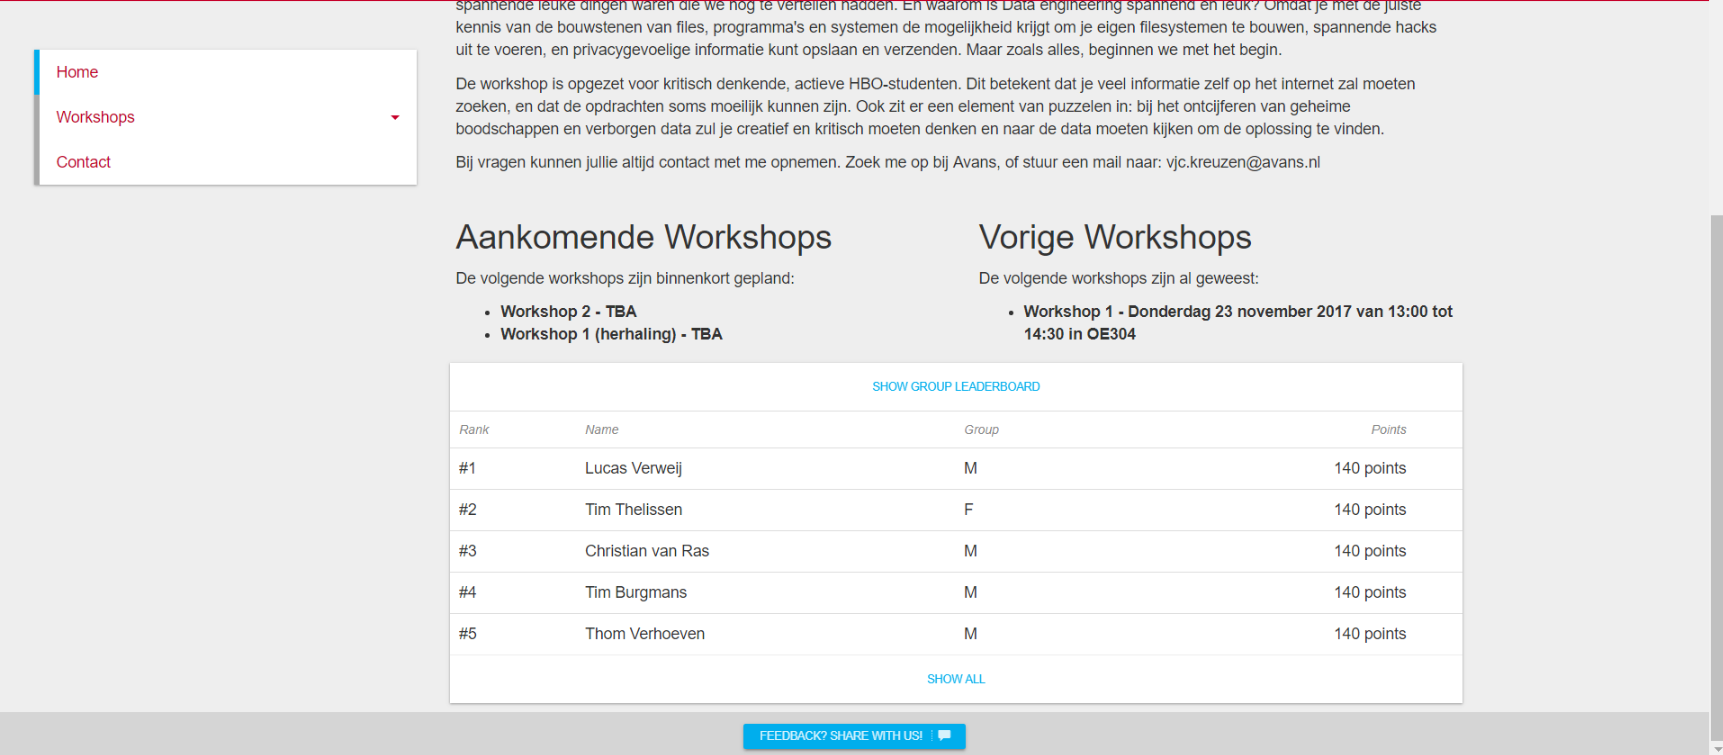 spannende leuke dingen waren die we nog te vertellen hadden. En waarom is Data engineering spannend en leuk? Omdat je met de juiste
kennis van de bouwstenen van files, programma's en systemen de mogelijkheid krijgt om je eigen filesystemen te bouwen, spannende hacks
uit te voeren, en privacygevoelige informatie kunt opslaan en verzenden. Maar zoals alles, beginnen we met het begin.
Home
Workshops
Contact
De workshop is opgezet voor kritisch denkende, actieve HBO-studenten. Dit betekent dat je veel informatie zelf op het internet zal moeten
zoeken, en dat de opdrachten soms moeilijk kunnen zijn. Ook zit er een element van puzzelen in: bij het ontcijferen van geheime
boodschappen en verborgen data zul je creatief en kritisch moeten denken en naar de data moeten kijken om de oplossing te vinden.
Bij vragen kunnen jullie altijd contact met me opnemen. Zoek me op bij Avans, of stuur een mail naar: vjc.kreuzen@avans.nl
Aankomende Workshops
De volgende workshops zijn binnenkort gepland:
• Workshop 2 - TBA
• Workshop 1 (herhaling) - TBA
Vorige Workshops
De volgende workshops zijn al geweest:
• Workshop 1 - Donderdag 23 november 2017 van 13:00 tot
14:30 in OE304
SHOW GROUP LEADERBOARD
Rank Name Group Points
#1 Lucas Verweij M 140 points
#2 Tim Thelissen F 140 points
#3 Christian van Ras M 140 points
#4 Tim Burgmans M 140 points
#5 Thom Verhoeven M 140 points
SHOW ALL
FEEDBACK? SHARE WITH US!